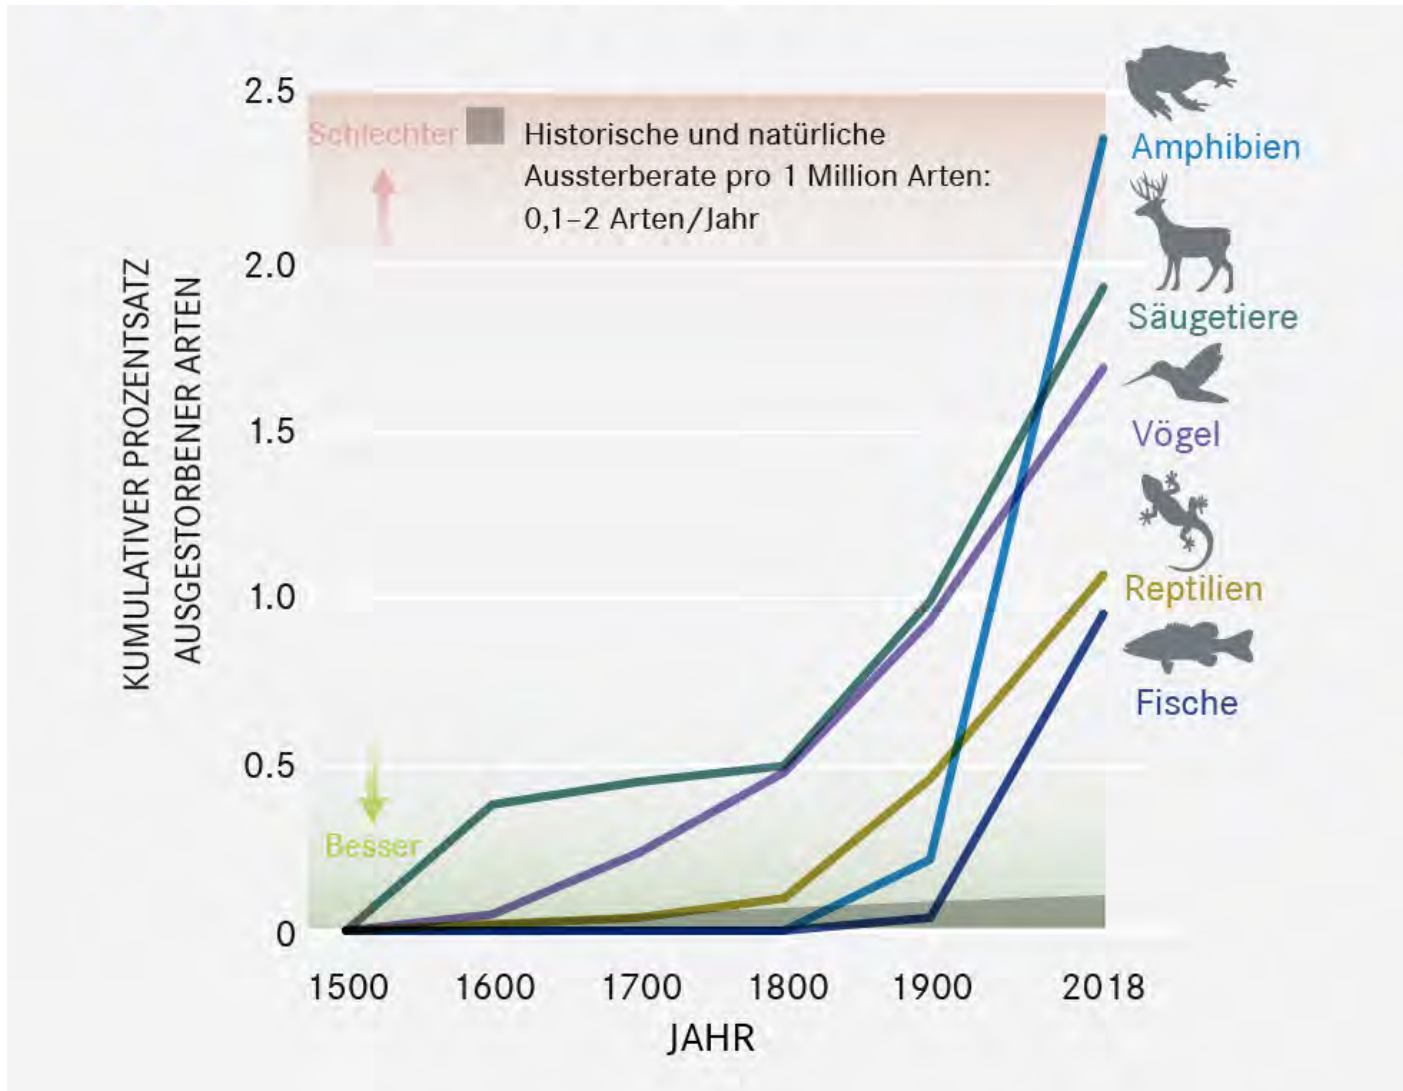 2.5
2.0
1.5
1.0
0.5
0
KUMULATIVER PROZENTSATZ
AUSGESTORBENER ARTEN
Schlechter
Historische und natürliche
Aussterberate pro 1 Million Arten:
0,1–2 Arten/Jahr
Besser
Amphibien
Säugetiere
Vögel
Reptilien
Fische
1500 1600 1700 1800 1900 2018
JAHR